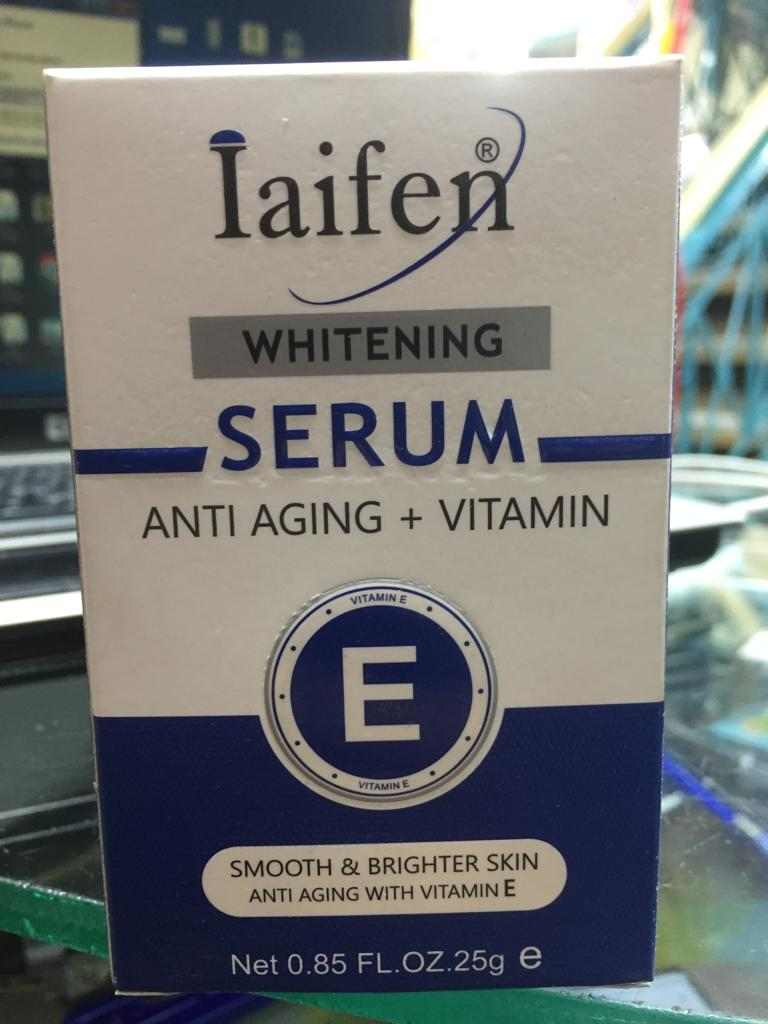 Iaifen®
WHITENING
SERUM
ANTI AGING + VITAMIN
VITAMIN E
E
VITAMIN E
SMOOTH & BRIGHTER SKIN
ANTI AGING WITH VITAMIN E
Net 0.85 FL.OZ.25g e